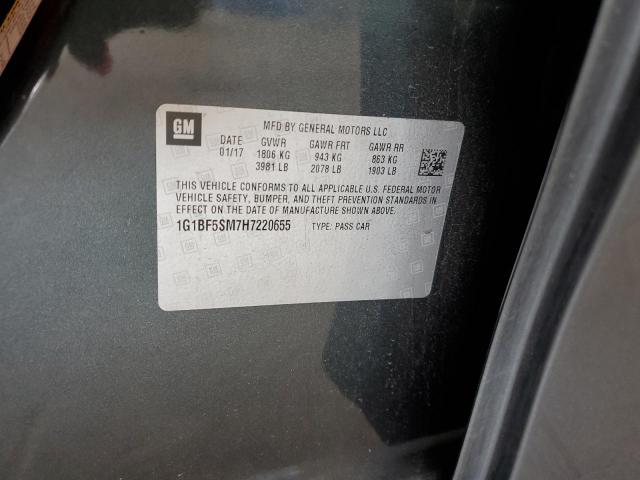 GM
MFD BY GENERAL MOTORS LLC
DATE GVWR GAWR FRT GAWR RR
01/17 1806 KG 943 KG 863 KG
3981 LB 2078 LB 1903 LB
THIS VEHICLE CONFORMS TO ALL APPLICABLE U.S. FEDERAL MOTOR
VEHICLE SAFETY, BUMPER, AND THEFT PREVENTION STANDARDS IN
EFFECT ON THE DATE OF MANUFACTURE SHOWN ABOVE.
1G1BF5SM7H7220655 TYPE: PASS CAR